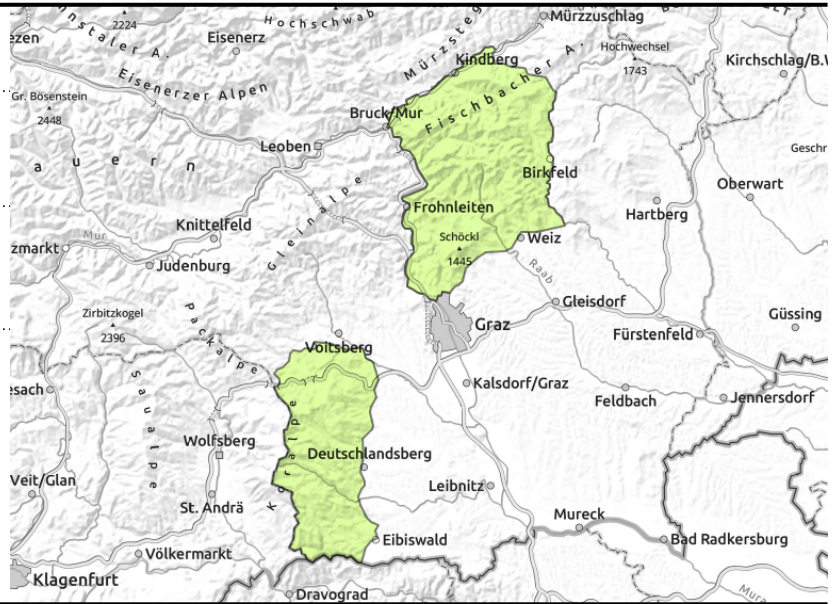 nnstaler A.
2224
Hochschwab
Mürzzuschlag
ezen
Eisenerz
Mürzsteg
Hochwechsel
1743
Kindberg
Kirchschlag/B.W
Eisenerzer Alpen
Gr. Bösenstein
2448
Fischbacher A.
Bruck/Mur
Leoben
Geschr
auern
Birkfeld
Oberwart
Frohnleiten
Hartberg
Knittelfeld
Gleinalpe
Mur
zmarkt
Schöckl
1445
Weiz
Judenburg
Raab
Zirbitzkogel
2396
Gleisdorf
Packalpe
Graz
Güssing
Fürstenfeld
Voitsberg
Saualpe
esach
Kalsdorf/Graz
Feldbach
Jennersdorf
Koralpe
Wolfsberg
Deutschlandsberg
Veit/Glan
Leibnitz
St. Andrä
Mureck
Eibiswald
Bad Radkersburg
Völkermarkt
Klagenfurt
Dravograd
Mura